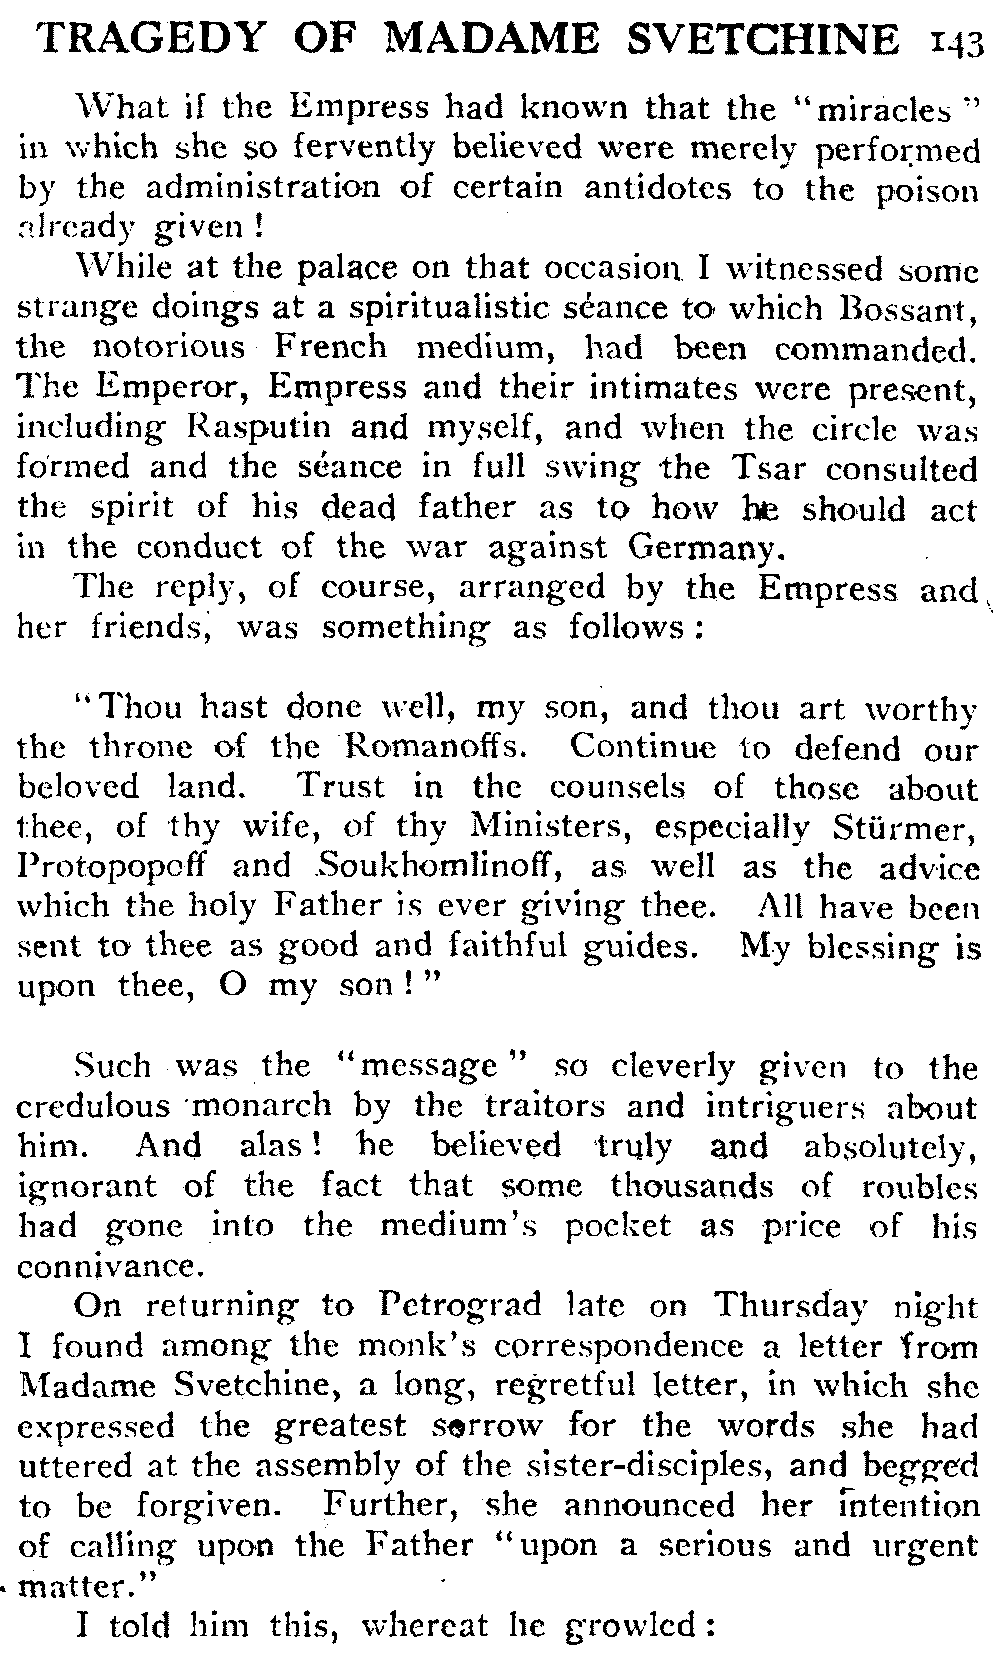 TRAGEDY OF MADAME SVETCHINE 143
What if the Empress had known that the "miracles"
in which she so fervently believed were merely performed
by the administration of certain antidotes to the poison
already given!
While at the palace on that occasion I witnessed some
strange doings at a spiritualistic séance to which Bossant,
the notorious French medium, had been commanded.
The Emperor, Empress and their intimates were present,
including Rasputin and myself, and when the circle was
formed and the séance in full swing the Tsar consulted
the spirit of his dead father as to how he should act
in the conduct of the war against Germany.
The reply, of course, arranged by the Empress and
her friends, was something as follows:
"Thou hast done well, my son, and thou art worthy
the throne of the Romanoffs. Continue to defend our
beloved land. Trust in the counsels of those about
thee, of thy wife, of thy Ministers, especially Stürmer,
Protopopoff and Soukhomlinoff, as well as the advice
which the holy Father is ever giving thee. All have been
sent to thee as good and faithful guides. My blessing is
upon thee, O my son!"
Such was the "message" so cleverly given to the
credulous monarch by the traitors and intriguers about
him. And alas! he believed truly and absolutely,
ignorant of the fact that some thousands of roubles
had gone into the medium's pocket as price of his
connivance.
On returning to Petrograd late on Thursday night
I found among the monk's correspondence a letter from
Madame Svetchine, a long, regretful letter, in which she
expressed the greatest sorrow for the words she had
uttered at the assembly of the sister-disciples, and begged
to be forgiven. Further, she announced her intention
of calling upon the Father "upon a serious and urgent
matter."
I told him this, whereat he growled: